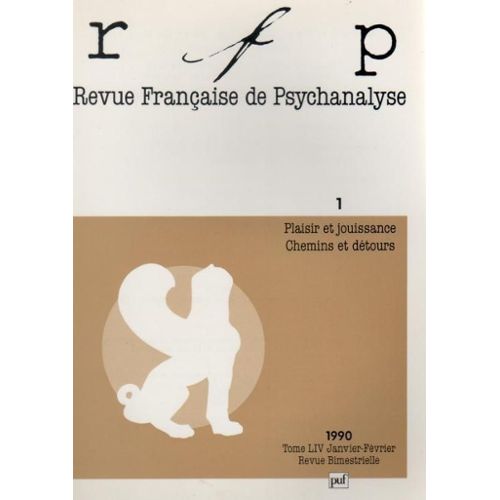 r f p
Revue Française de Psychanalyse
1
Plaisir et jouissance
Chemins et détours
1990
Tome LIV Janvier-Février
Revue Bimestrielle
puf